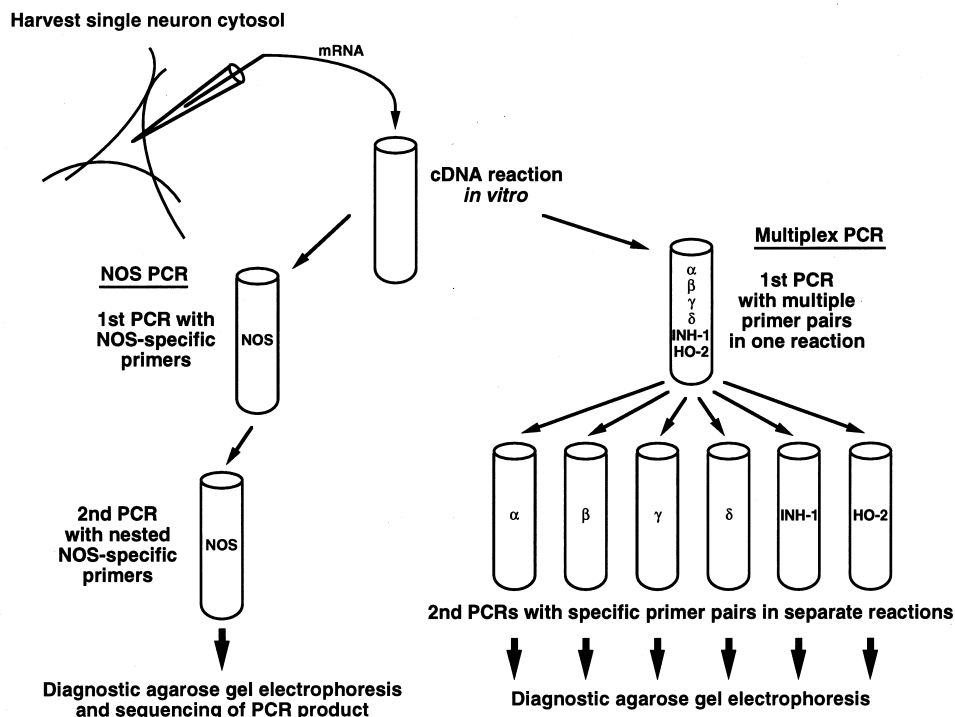 Harvest single neuron cytosol
mRNA
cDNA reaction
in vitro
NOS PCR
1st PCR with
NOS-specific
primers
NOS
2nd PCR
with nested
NOS-specific
primers
NOS
Diagnostic agarose gel electrophoresis
and sequencing of PCR product
Multiplex PCR
1st PCR
with multiple
primer pairs
in one reaction
α
β
γ
δ
INH-1
HO-2
α β γ δ INH-1 HO-2
2nd PCRs with specific primer pairs in separate reactions
Diagnostic agarose gel electrophoresis